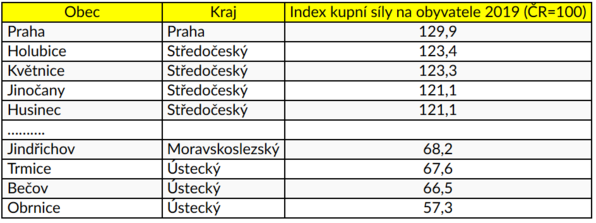 Obec Kraj Index kupní síly na obyvatele 2019 (ČR=100)
Praha Praha 129,9
Holubice Středočeský 123,4
Květnice Středočeský 123,3
Jinočany Středočeský 121,1
Husinec Středočeský 121,1
……….
Jindřichov Moravskoslezský 68,2
Trmice Ústecký 67,6
Bečov Ústecký 66,5
Obrnice Ústecký 57,3